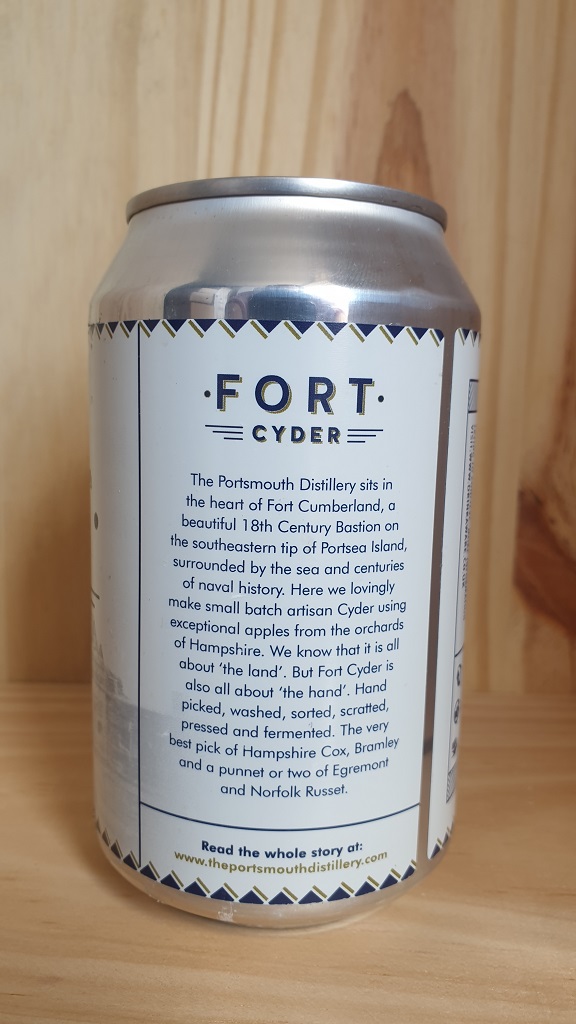 ·FORT·
CYDER
The Portsmouth Distillery sits in
the heart of Fort Cumberland, a
beautiful 18th Century Bastion on
the southeastern tip of Portsea Island,
surrounded by the sea and centuries
of naval history. Here we lovingly
make small batch artisan Cyder using
exceptional apples from the orchards
of Hampshire. We know that it is all
about ‘the land’. But Fort Cyder is
also all about ‘the hand’. Hand
picked, washed, sorted, scratted,
pressed and fermented. The very
best pick of Hampshire Cox, Bramley
and a punnet or two of Egremont
and Norfolk Russet.
Read the whole story at:
www.theportsmouthdistillery.com